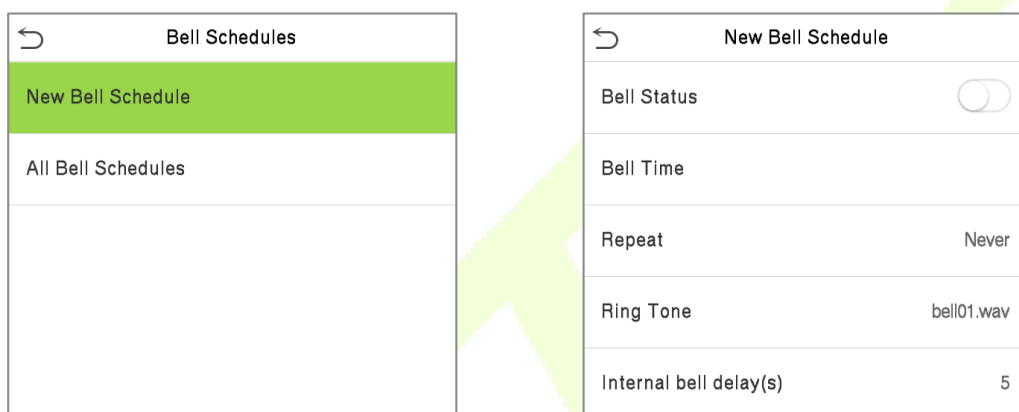 Bell Schedules
New Bell Schedule
All Bell Schedules
New Bell Schedule
Bell Status
Bell Time
Repeat Never
Ring Tone bell01.wav
Internal bell delay(s) 5